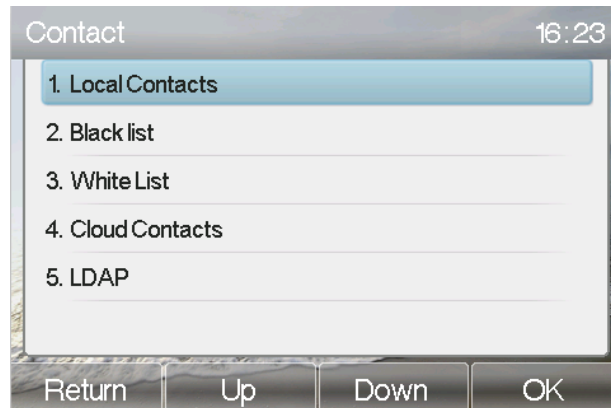 Contact 16:23
1. Local Contacts
2. Black list
3. White List
4. Cloud Contacts
5. LDAP
Return Up Down OK